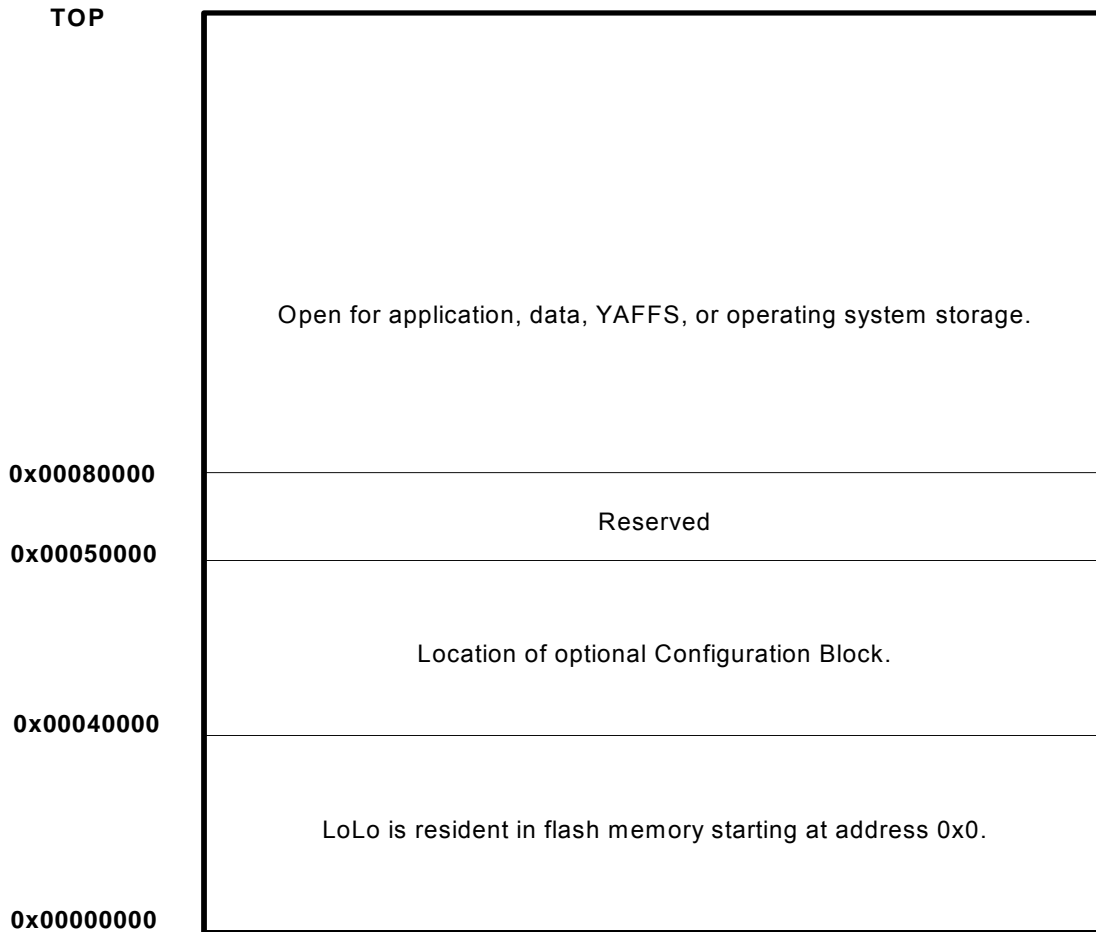 TOP
Open for application, data, YAFFS, or operating system storage.
0x00080000
Reserved
0x00050000
Location of optional Configuration Block.
0x00040000
LoLo is resident in flash memory starting at address 0x0.
0x00000000